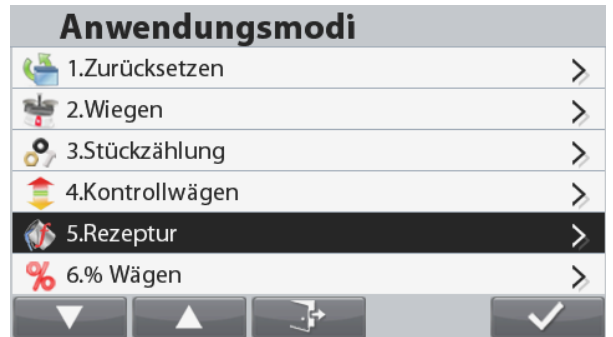 Anwendungsmodi
1.Zurücksetzen
2.Wiegen
3.Stückzählung
4.Kontrollwägen
5.Rezeptur
6.% Wägen